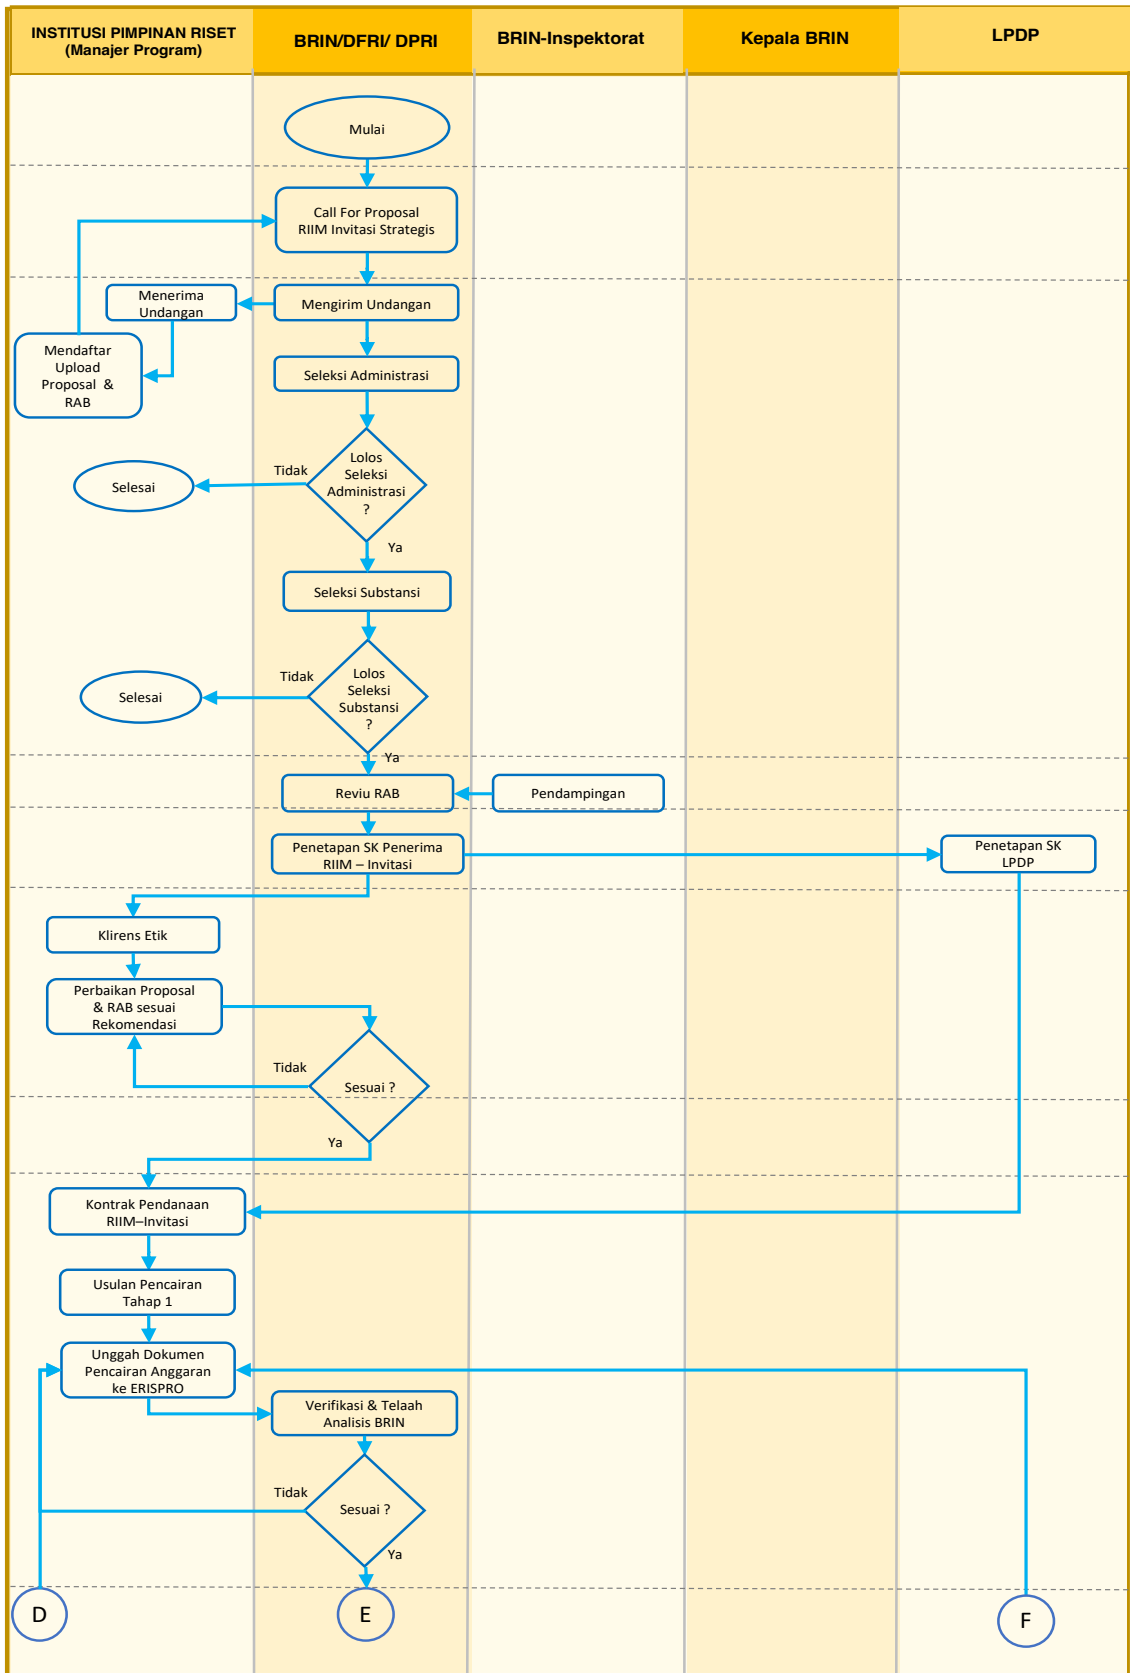 INSTITUSI PIMPINAN RISET
(Manajer Program)
BRIN/DFRI/ DPRI
BRIN-Inspektorat
Kepala BRIN
LPDP
Mulai
Call For Proposal
RIIM Invitasi Strategis
Menerima
Undangan
Mengirim Undangan
Mendaftar
Upload
Proposal &
RAB
Seleksi Administrasi
Lolos
Seleksi
Administrasi
?
Tidak
Selesai
Ya
Seleksi Substansi
Lolos
Seleksi
Substansi
?
Tidak
Selesai
Ya
Reviu RAB
Pendampingan
Penetapan SK Penerima
RIIM – Invitasi
Penetapan SK
LPDP
Klirens Etik
Perbaikan Proposal
& RAB sesuai
Rekomendasi
Tidak
Sesuai ?
Ya
Kontrak Pendanaan
RIIM–Invitasi
Usulan Pencairan
Tahap 1
Unggah Dokumen
Pencairan Anggaran
ke ERISPRO
Verifikasi & Telaah
Analisis BRIN
Tidak
Sesuai ?
Ya
D
E
F